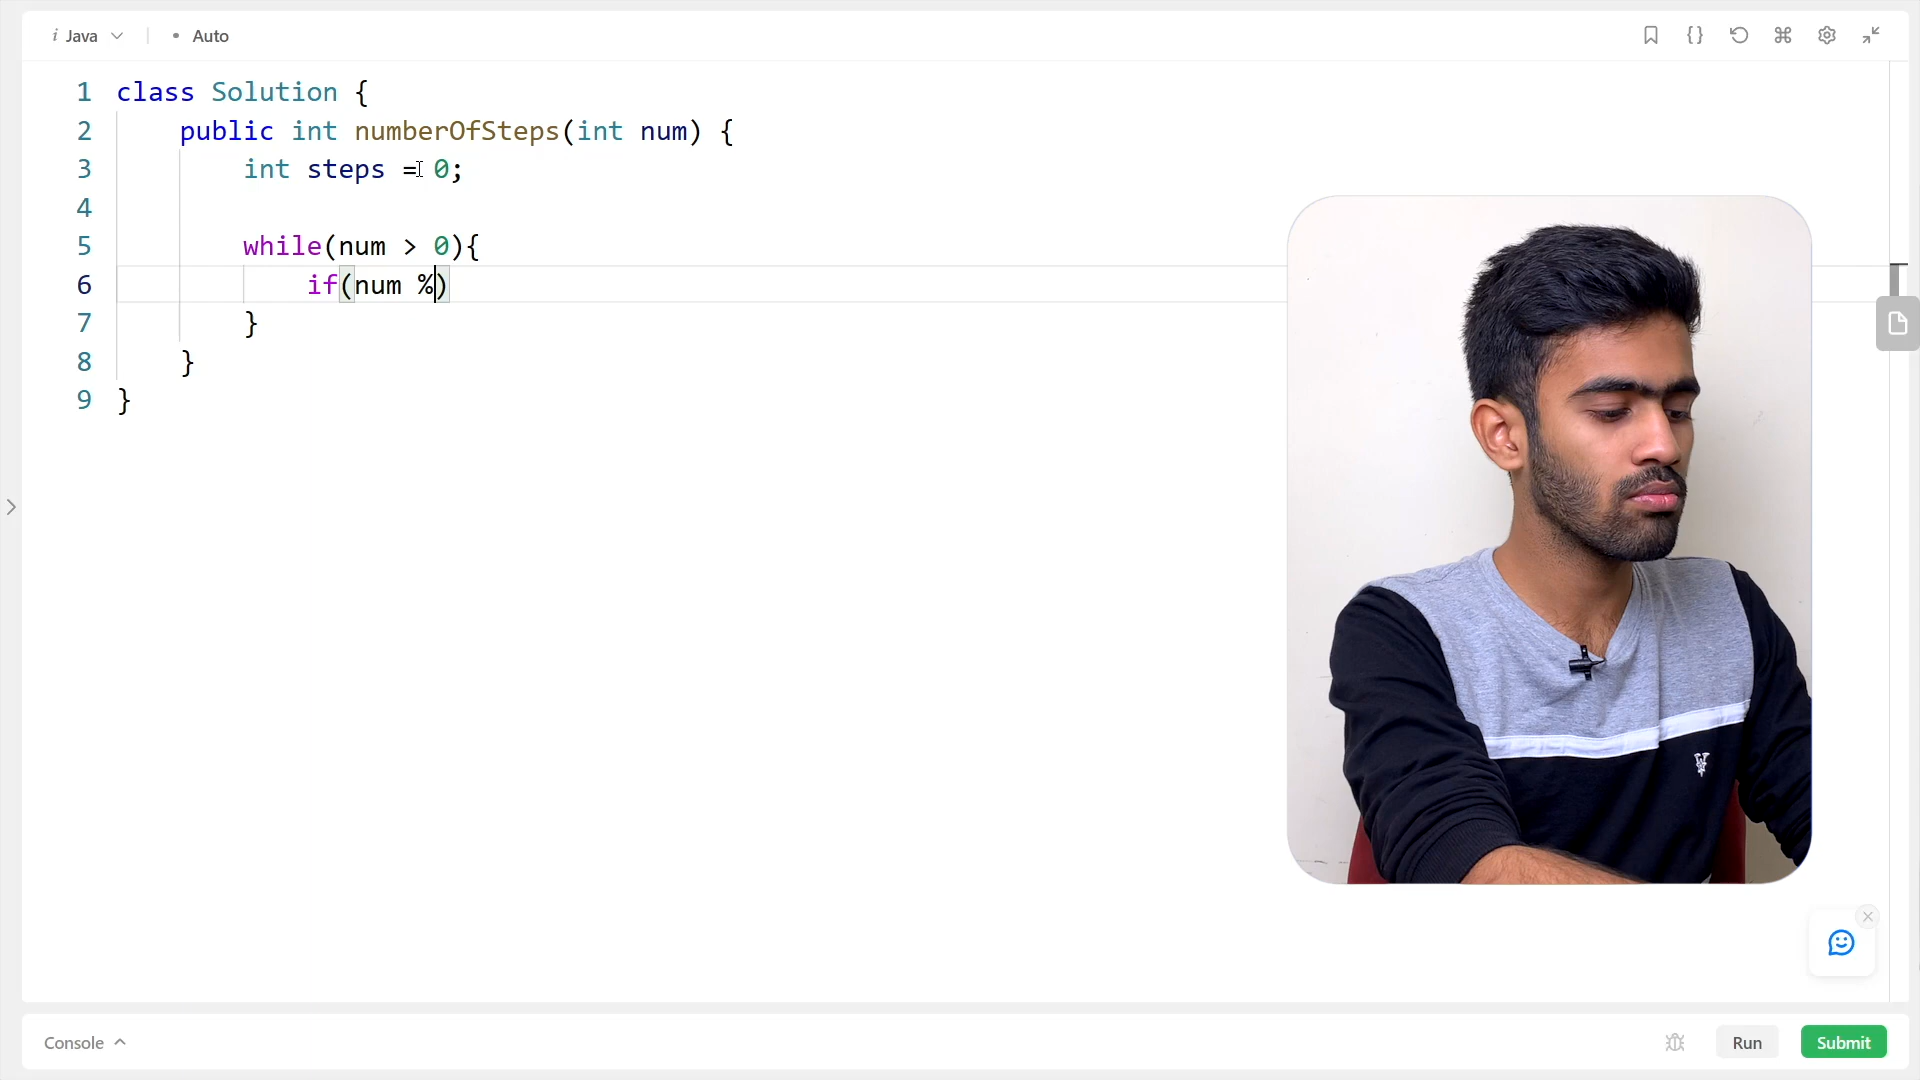 i Java
• Auto
1 class Solution {
2 public int numberOfSteps(int num) {
3 int steps = 0;
4
5 while(num > 0){
6 if(num %)
7 }
8 }
9 }
Console
Run
Submit